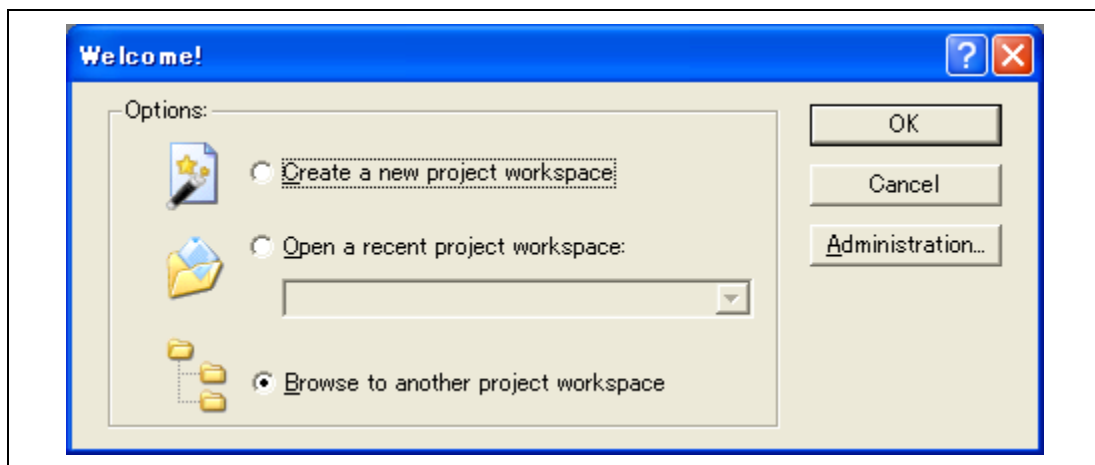 Welcome!
Options:
Create a new project workspace
Open a recent project workspace:
Browse to another project workspace
OK
Cancel
Administration...